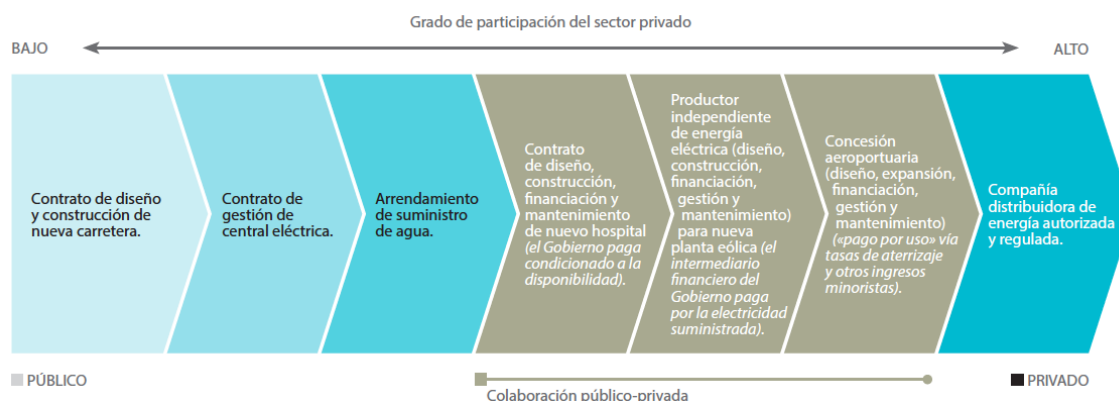 Grado de participación del sector privado
BAJO
ALTO
Contrato de diseño
y construcción de
nueva carretera.
Contrato de
gestión de
central eléctrica.
Arrendamiento
de suministro
de agua.
Contrato
de diseño,
construcción,
financiación y
mantenimiento
de nuevo hospital
(el Gobierno paga
condicionado a la
disponibilidad).
Productor
independiente
de energía
eléctrica (diseño,
construcción,
financiación,
gestión y
mantenimiento)
para nueva
planta eólica (el
intermediario
financiero del
Gobierno paga
por la electricidad
suministrada).
Concesión
aeroportuaria
(diseño, expansión,
financiación,
gestión y
mantenimiento)
(«pago por uso» vía
tasas de aterrizaje
y otros ingresos
minoristas).
Compañía
distribuidora de
energía autorizada
y regulada.
PÚBLICO
Colaboración público-privada
PRIVADO